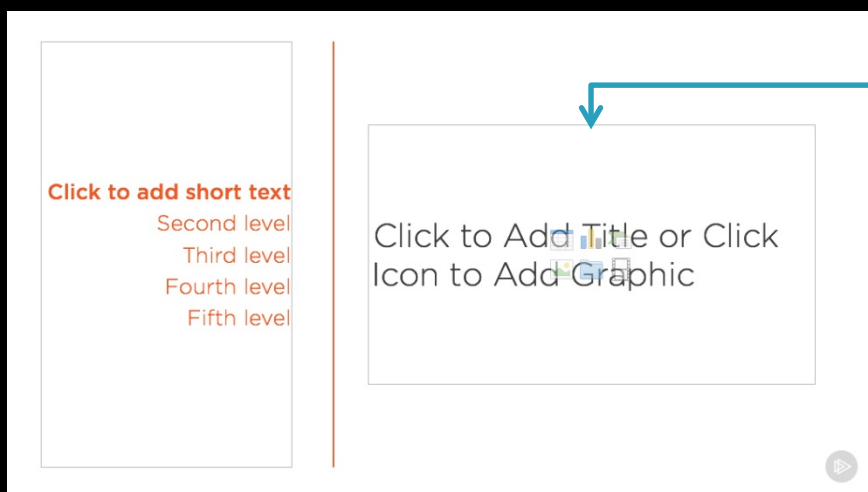 Click to add short text
Second level
Third level
Fourth level
Fifth level
Click to Add Title or Click
Icon to Add Graphic